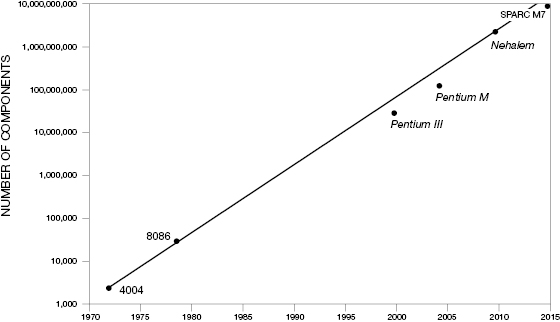 10,000,000,000
SPARC M7
1,000,000,000
Nehalem
100,000,000
Pentium M
10,000,000
Pentium III
1,000,000
100,000
8086
10,000
4004
1,000
NUMBER OF COMPONENTS
1970 1975 1980 1985 1990 1995 2000 2005 2010 2015